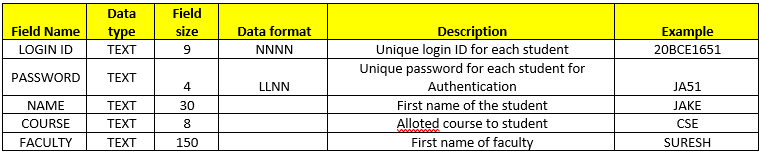 Field Name Data type Field size Data format Description Example
LOGIN ID TEXT 9 NNNN Unique login ID for each student 20BCE1651
PASSWORD TEXT 4 LLNN Unique password for each student for Authentication JA51
NAME TEXT 30 First name of the student JAKE
COURSE TEXT 8 Alloted course to student CSE
FACULTY TEXT 150 First name of faculty SURESH